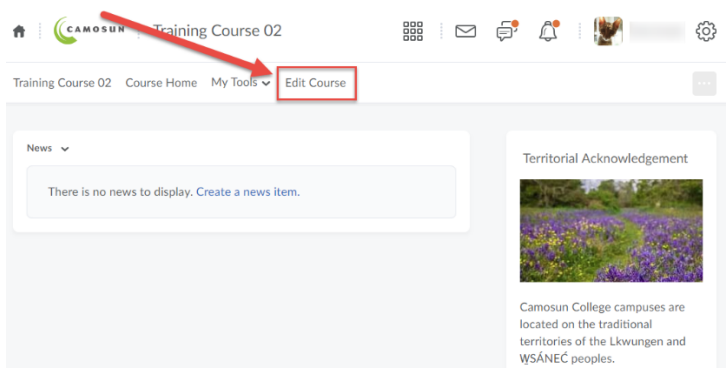 CAMOSUN Training Course 02
Training Course 02 Course Home My Tools Edit Course
News
There is no news to display. Create a news item.
Territorial Acknowledgement
Camosun College campuses are
located on the traditional
territories of the Lkwungen and
W̱SÁNEĆ peoples.